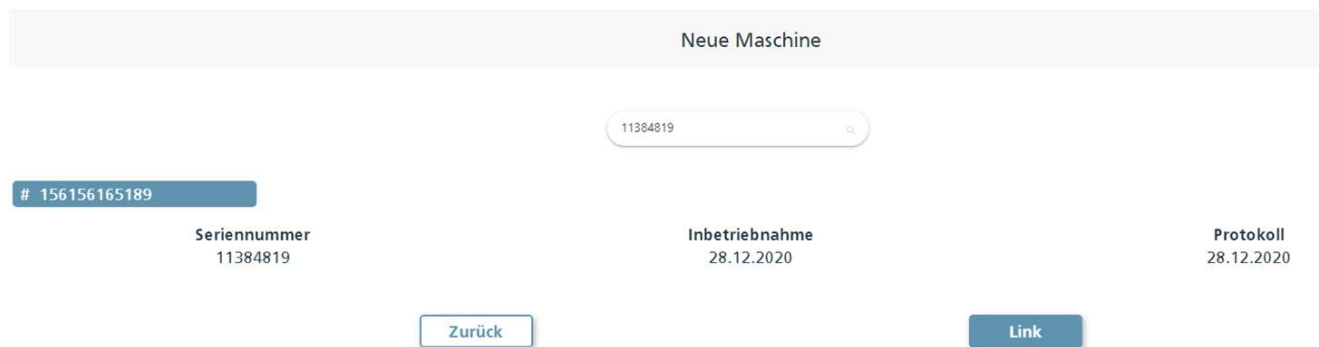 Neue Maschine
11384819
# 156156165189
Seriennummer Inbetriebnahme Protokoll
11384819 28.12.2020 28.12.2020
Zurück Link